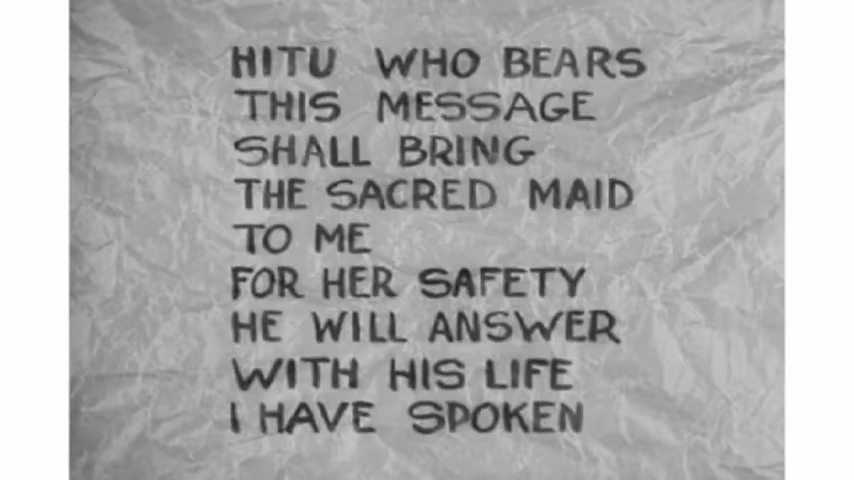 HITU WHO BEARS
THIS MESSAGE
SHALL BRING
THE SACRED MAID
TO ME
FOR HER SAFETY
HE WILL ANSWER
WITH HIS LIFE
I HAVE SPOKEN